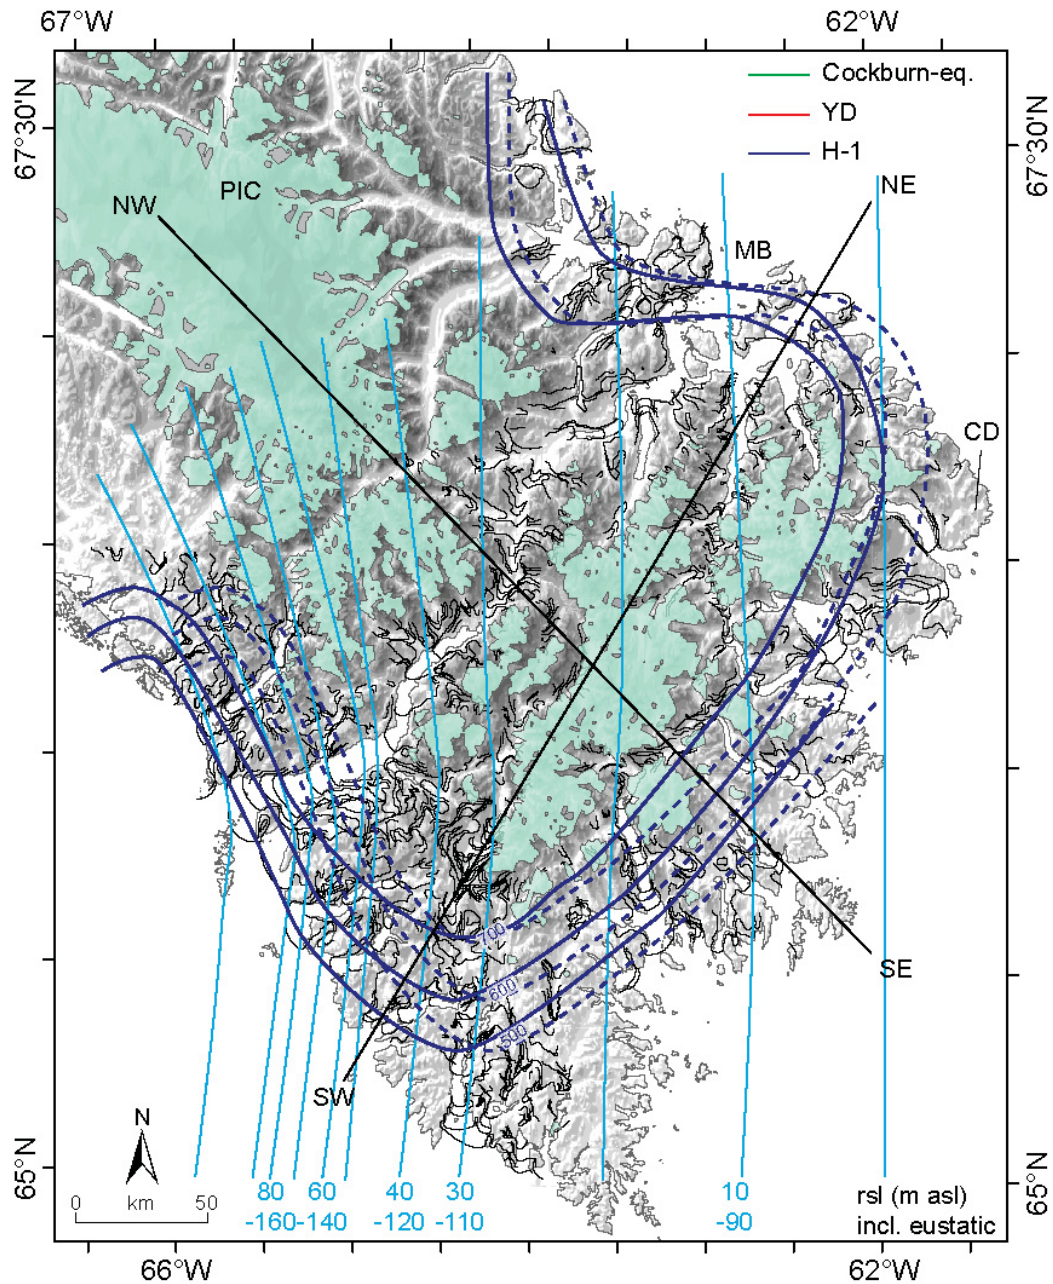 67°W 62°W
67°30'N
67°30'N
Cockburn-eq.
YD
H-1
PIC
NW
NE
MB
CD
700
600
500
SE
SW
N
0 km 50
80 60 40 30 10
-160 -140 -120 -110 -90
rsl (m asl)
incl. eustatic
65°N
65°N
66°W 62°W